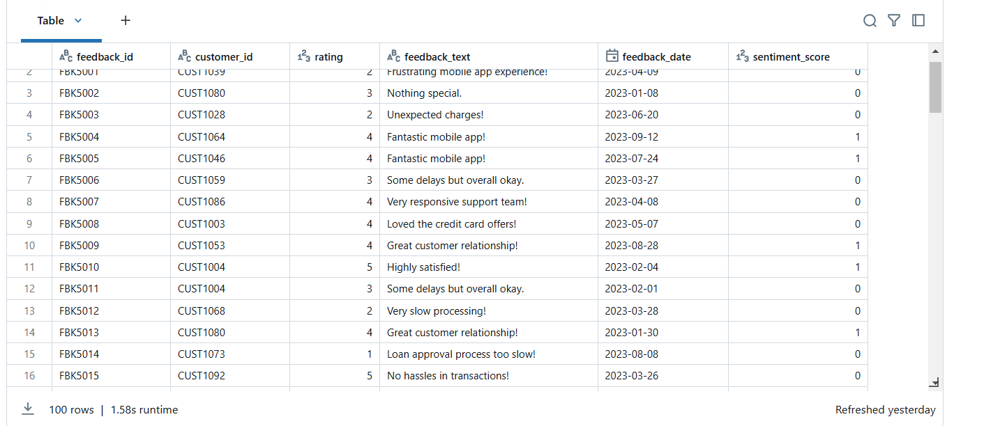 Table +
feedback_id customer_id rating feedback_text feedback_date sentiment_score
2 FBK5001 CUST1039 2 Frustrating mobile app experience! 2023-04-09 0
3 FBK5002 CUST1080 3 Nothing special. 2023-01-08 0
4 FBK5003 CUST1028 2 Unexpected charges! 2023-06-20 0
5 FBK5004 CUST1064 4 Fantastic mobile app! 2023-09-12 1
6 FBK5005 CUST1046 4 Fantastic mobile app! 2023-07-24 1
7 FBK5006 CUST1059 3 Some delays but overall okay. 2023-03-27 0
8 FBK5007 CUST1086 4 Very responsive support team! 2023-04-08 0
9 FBK5008 CUST1003 4 Loved the credit card offers! 2023-05-07 0
10 FBK5009 CUST1053 4 Great customer relationship! 2023-08-28 1
11 FBK5010 CUST1004 5 Highly satisfied! 2023-02-04 1
12 FBK5011 CUST1004 3 Some delays but overall okay. 2023-02-01 0
13 FBK5012 CUST1068 2 Very slow processing! 2023-03-28 0
14 FBK5013 CUST1080 4 Great customer relationship! 2023-01-30 1
15 FBK5014 CUST1073 1 Loan approval process too slow! 2023-08-08 0
16 FBK5015 CUST1092 5 No hassles in transactions! 2023-03-26 0
100 rows | 1.58s runtime Refreshed yesterday